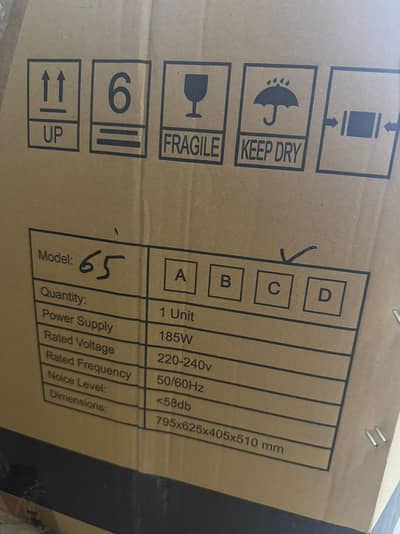 UP
6
FRAGILE
KEEP DRY
Model: 65 A B C D
Quantity: 1 Unit
Power Supply 185W
Rated Voltage 220-240v
Rated Frequency 50/60Hz
Noice Level: <58db
Dimensions: 795x625x405x510 mm